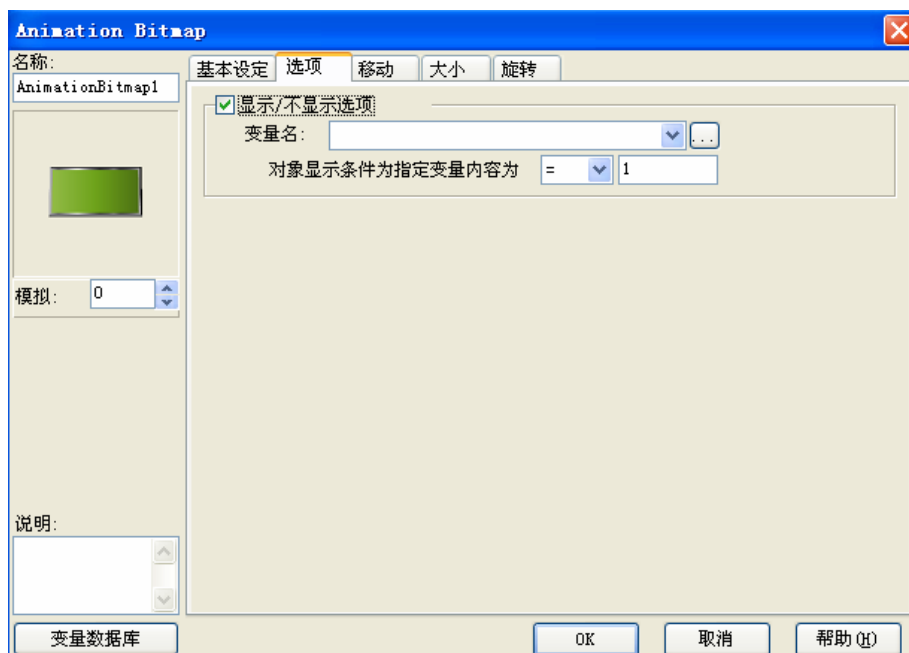 Animation Bitmap
名称:
AnimationBitmap1
基本设定 选项 移动 大小 旋转
显示/不显示选项
变量名: ...
对象显示条件为指定变量内容为 = 1
模拟: 0
说明:
变量数据库 OK 取消 帮助(H)